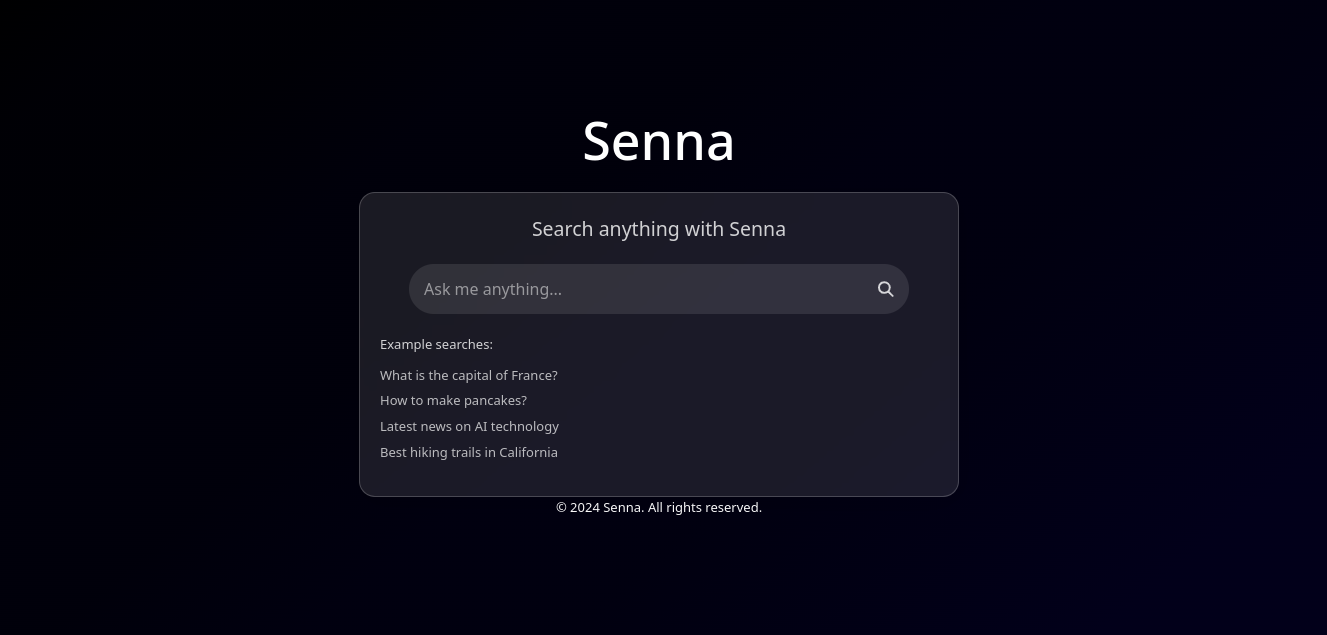 Senna
Search anything with Senna
Ask me anything...
Example searches:
What is the capital of France?
How to make pancakes?
Latest news on AI technology
Best hiking trails in California
© 2024 Senna. All rights reserved.